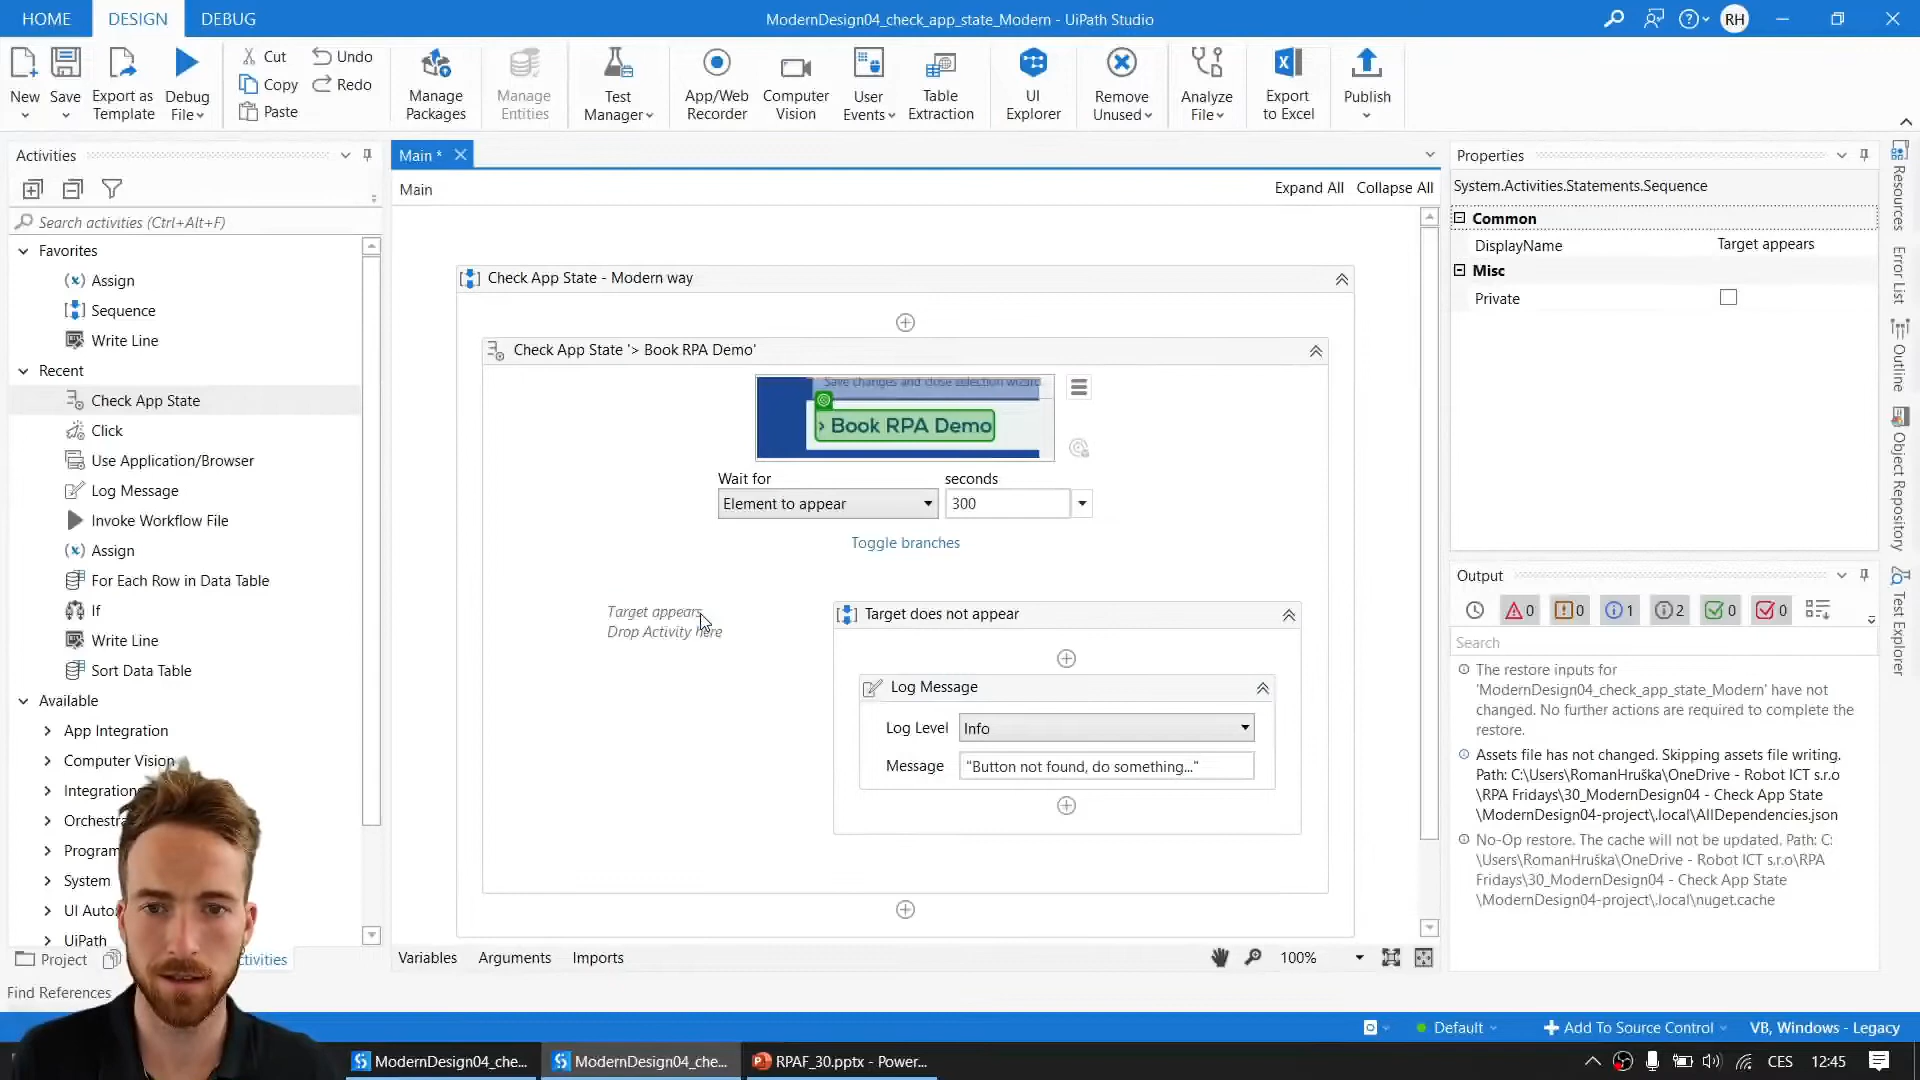 HOME
DESIGN
DEBUG
ModernDesign04_check_app_state_Modern - UiPath Studio
RH
New
Save
Export as
Template
Debug
File
Cut
Copy
Paste
Undo
Redo
Manage
Packages
Manage
Entities
Test
Manager
App/Web
Recorder
Computer
Vision
User
Events
Table
Extraction
UI
Explorer
Remove
Unused
Analyze
File
Export
to Excel
Publish
Activities
Search activities (Ctrl+Alt+F)
Favorites
Assign
Sequence
Write Line
Recent
Check App State
Click
Use Application/Browser
Log Message
Invoke Workflow File
Assign
For Each Row in Data Table
If
Write Line
Sort Data Table
Available
App Integration
Computer Vision
Integration
Orchestra
Program
System
UI Auto
UiPath
Project
ctivities
Find References
Main *
Main
Expand All
Collapse All
Check App State - Modern way
Check App State '> Book RPA Demo'
Save changes and close selection wizard
› Book RPA Demo
Wait for
seconds
Element to appear
300
Toggle branches
Target appears
Drop Activity here
Target does not appear
Log Message
Log Level
Info
Message
"Button not found, do something..."
Variables
Arguments
Imports
100%
Properties
System.Activities.Statements.Sequence
Common
DisplayName
Target appears
Misc
Private
Output
0
0
1
2
0
0
Search
The restore inputs for
'ModernDesign04_check_app_state_Modern' have not
changed. No further actions are required to complete the
restore.
Assets file has not changed. Skipping assets file writing.
Path: C:\Users\RomanHruška\OneDrive - Robot ICT s.r.o
\RPA Fridays\30_ModernDesign04 - Check App State
\ModernDesign04-project\.local\AllDependencies.json
No-Op restore. The cache will not be updated. Path: C:
\Users\RomanHruška\OneDrive - Robot ICT s.r.o\RPA
Fridays\30_ModernDesign04 - Check App State
\ModernDesign04-project\.local\nuget.cache
Resources
Error List
Outline
Object Repository
Test Explorer
Default
Add To Source Control
VB, Windows - Legacy
ModernDesign04_che...
ModernDesign04_che...
RPAF_30.pptx - Power...
CES
12:45